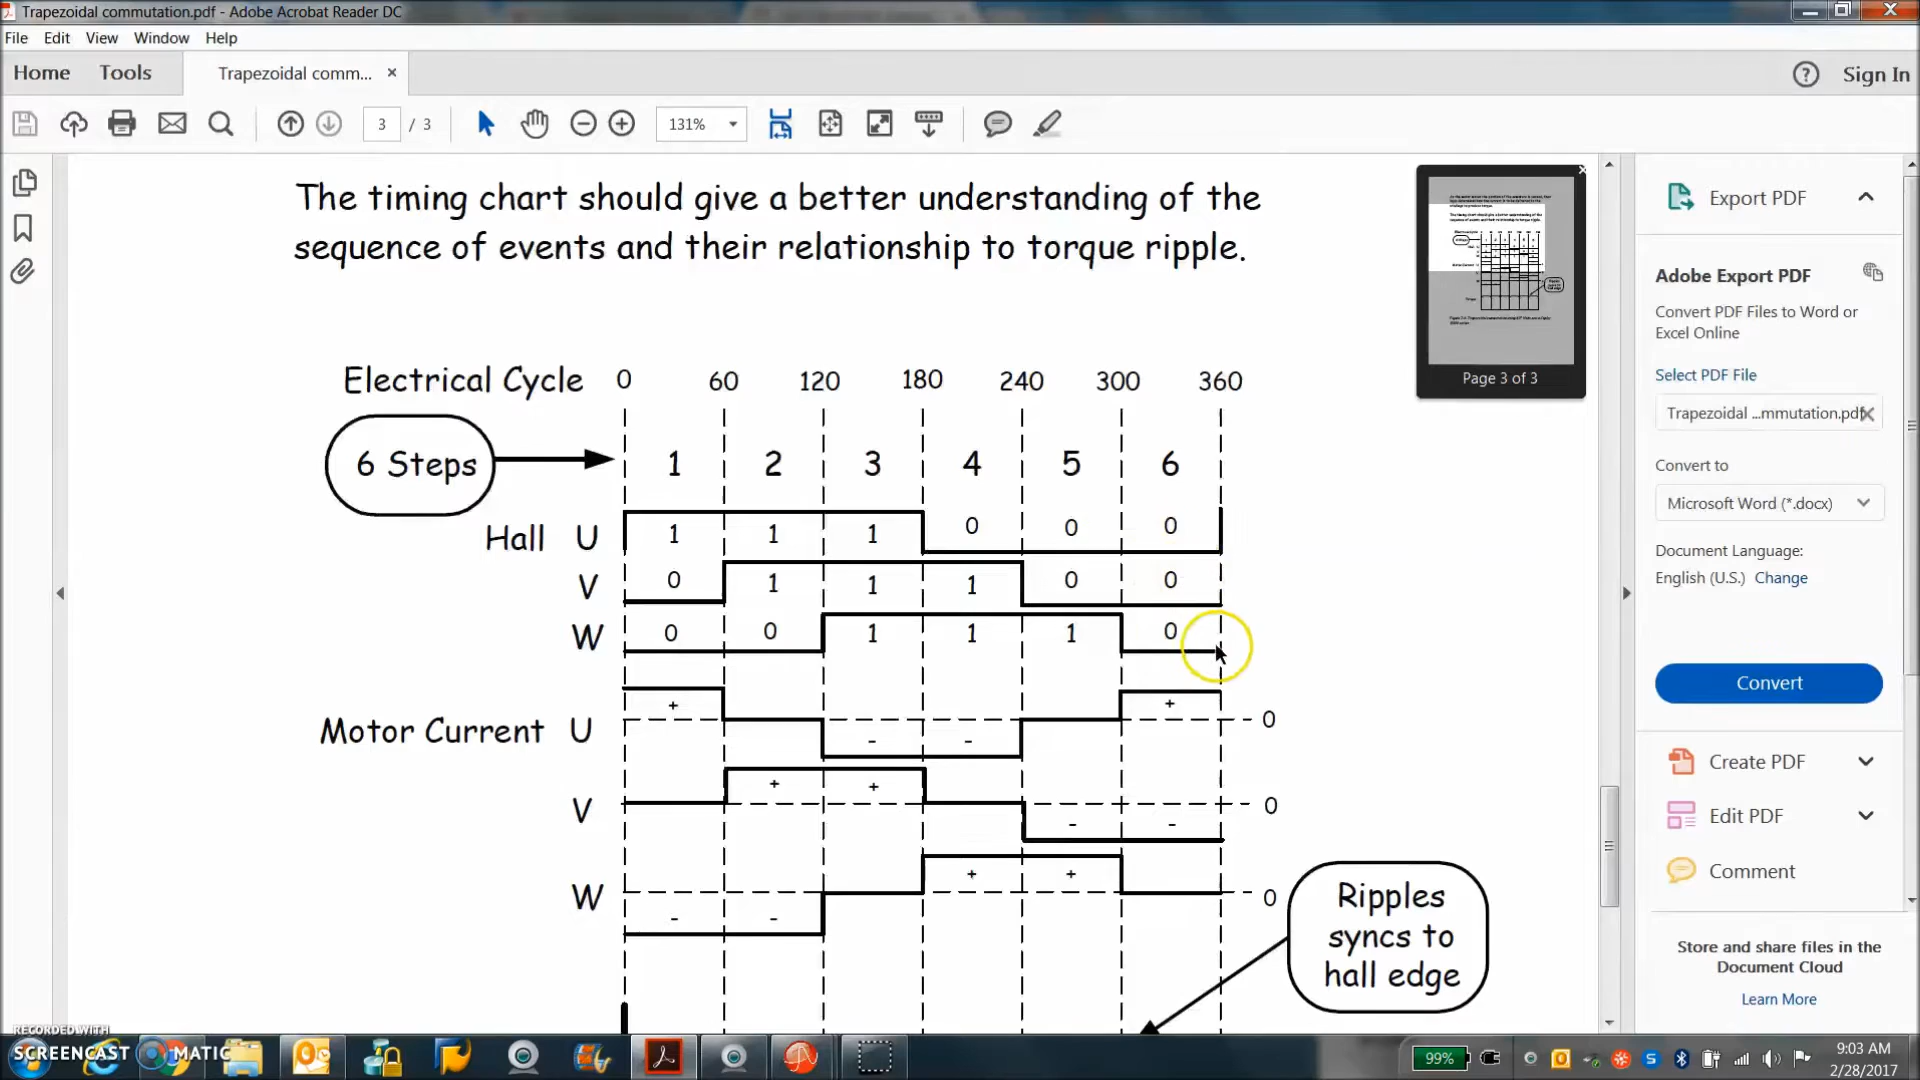 Trapezoidal commutation.pdf - Adobe Acrobat Reader DC
File Edit View Window Help
Home Tools Trapezoidal comm... × ? Sign In
3 / 3 131%
The timing chart should give a better understanding of the
sequence of events and their relationship to torque ripple.
Electrical Cycle 0 60 120 180 240 300 360
6 Steps 1 2 3 4 5 6
Hall U 1 1 1 0 0 0
V 0 1 1 1 0 0
W 0 0 1 1 1 0
Motor Current U + - - + 0
V + + - - 0
W - - + + 0
Ripples
syncs to
hall edge
Page 3 of 3
Export PDF
Adobe Export PDF
Convert PDF Files to Word or
Excel Online
Select PDF File
Trapezoidal ...mmutation.pdf
Convert to
Microsoft Word (*.docx)
Document Language:
English (U.S.) Change
Convert
Create PDF
Edit PDF
Comment
Store and share files in the
Document Cloud
Learn More
RECORDED WITH
SCREENCAST MATIC
99%
9:03 AM
2/28/2017